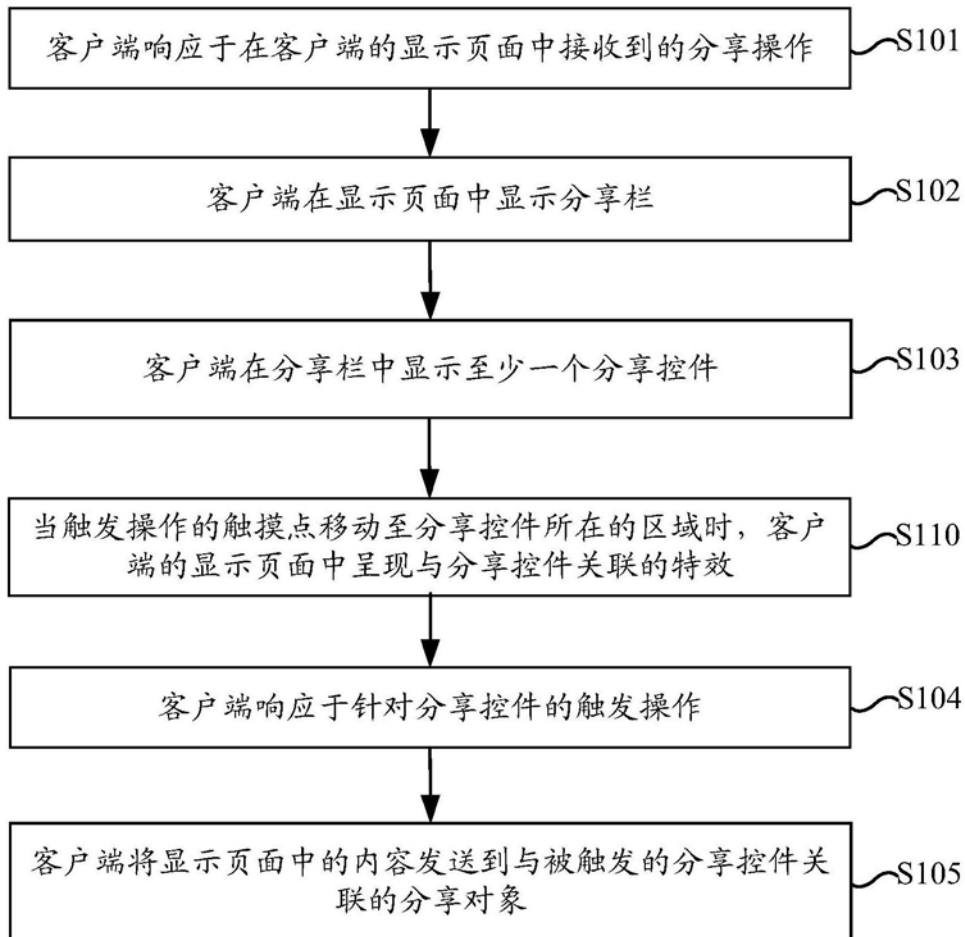 客户端响应于在客户端的显示页面中接收到的分享操作
S101
客户端在显示页面中显示分享栏
S102
客户端在分享栏中显示至少一个分享控件
S103
当触发操作的触摸点移动至分享控件所在的区域时，客户
端的显示页面中呈现与分享控件关联的特效
S110
客户端响应于针对分享控件的触发操作
S104
客户端将显示页面中的内容发送到与被触发的分享控件关
联的分享对象
S105